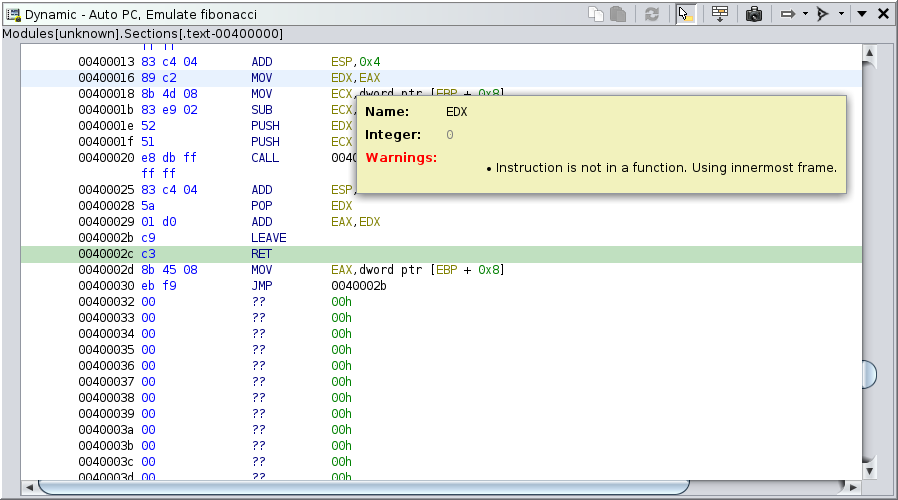 Dynamic - Auto PC, Emulate fibonacci
Modules[unknown].Sections[.text-00400000]
ff ff
00400013 83 c4 04 ADD ESP,0x4
00400016 89 c2 MOV EDX,EAX
00400018 8b 4d 08 MOV ECX,dword ptr [EBP + 0x8]
0040001b 83 e9 02 SUB ECX,
0040001e 52 PUSH EDX
0040001f 51 PUSH ECX
00400020 e8 db ff CALL 0040
ff ff
00400025 83 c4 04 ADD ESP,
00400028 5a POP EDX
00400029 01 d0 ADD EAX,EDX
0040002b c9 LEAVE
0040002c c3 RET
0040002d 8b 45 08 MOV EAX,dword ptr [EBP + 0x8]
00400030 eb f9 JMP 0040002b
00400032 00 ?? 00h
00400033 00 ?? 00h
00400034 00 ?? 00h
00400035 00 ?? 00h
00400036 00 ?? 00h
00400037 00 ?? 00h
00400038 00 ?? 00h
00400039 00 ?? 00h
0040003a 00 ?? 00h
0040003b 00 ?? 00h
0040003c 00 ?? 00h
0040003d 00 ?? 00h
Name: EDX
Integer: 0
Warnings:
• Instruction is not in a function. Using innermost frame.